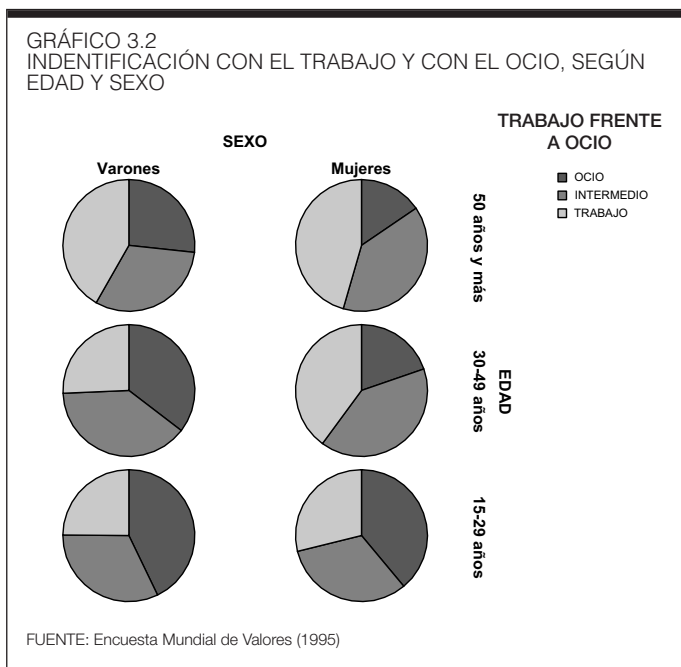 GRÁFICO 3.2
INDENTIFICACIÓN CON EL TRABAJO Y CON EL OCIO, SEGÚN
EDAD Y SEXO
TRABAJO FRENTE
A OCIO
OCIO
INTERMEDIO
TRABAJO
SEXO
Varones
Mujeres
50 años y más
30-49 años
15-29 años
EDAD
FUENTE: Encuesta Mundial de Valores (1995)